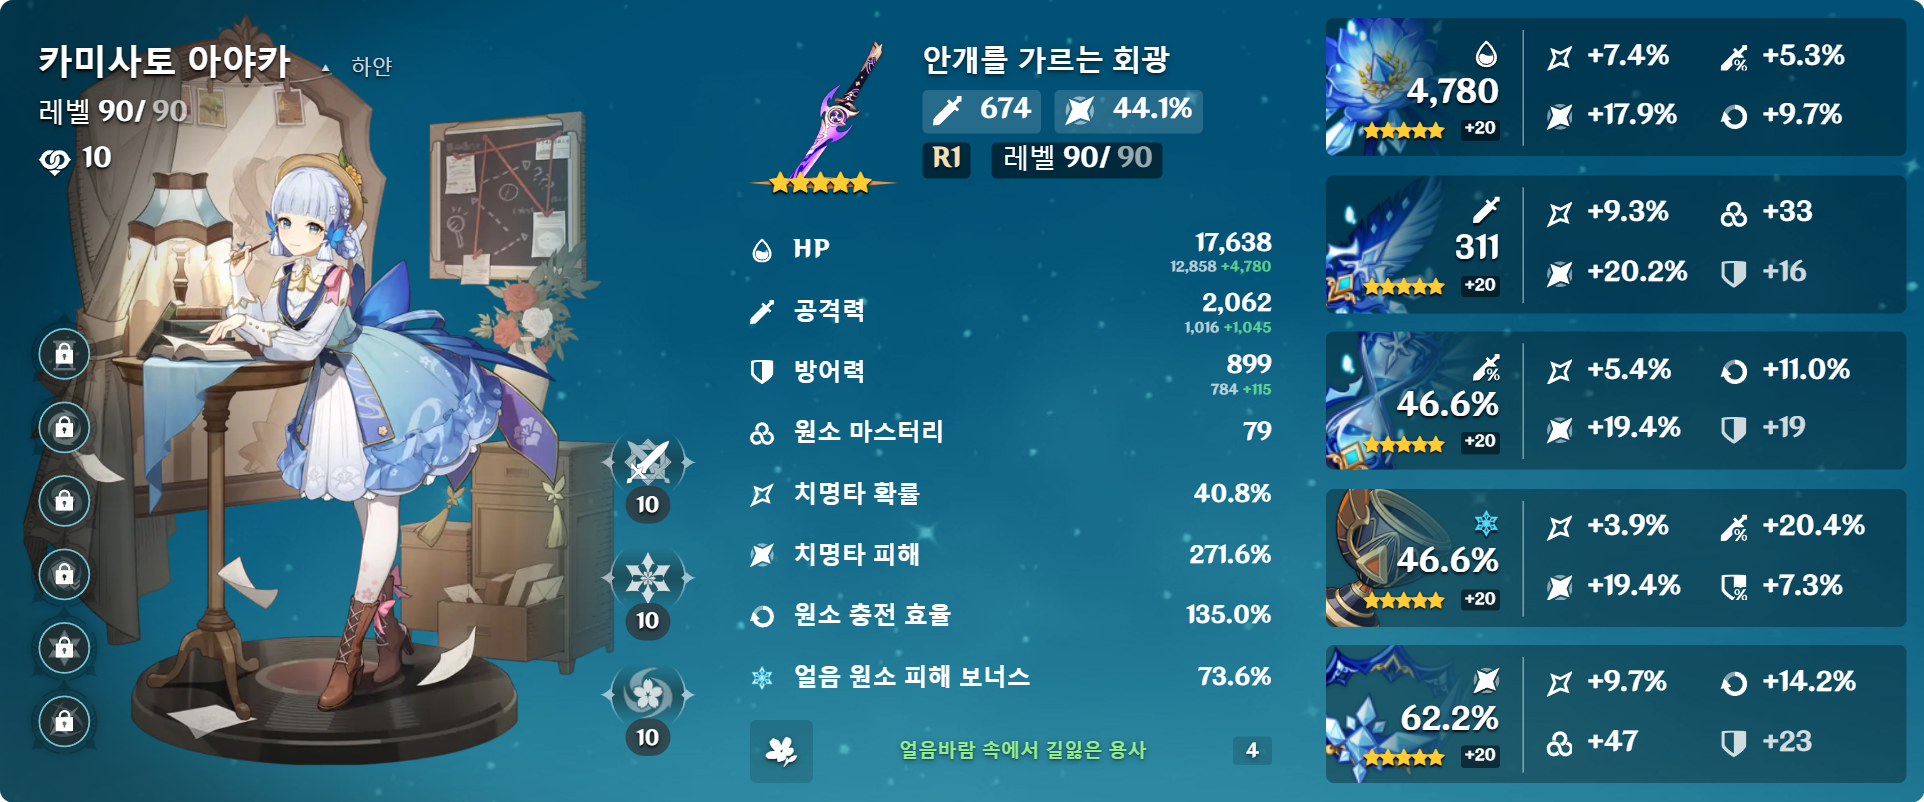 카미사토 아야카 ▲ 하얀
레벨 90/ 90
10
10
10
10
안개를 가르는 회광
674 44.1%
R1 레벨 90/ 90
HP 17,638
12,858 +4,780
공격력 2,062
1,016 +1,045
방어력 899
784 +115
원소 마스터리 79
치명타 확률 40.8%
치명타 피해 271.6%
원소 충전 효율 135.0%
얼음 원소 피해 보너스 73.6%
얼음바람 속에서 길잃은 용사 4
4,780
+20
+7.4% +5.3%
+17.9% +9.7%
311
+20
+9.3% +33
+20.2% +16
46.6%
+20
+5.4% +11.0%
+19.4% +19
46.6%
+20
+3.9% +20.4%
+19.4% +7.3%
62.2%
+20
+9.7% +14.2%
+47 +23